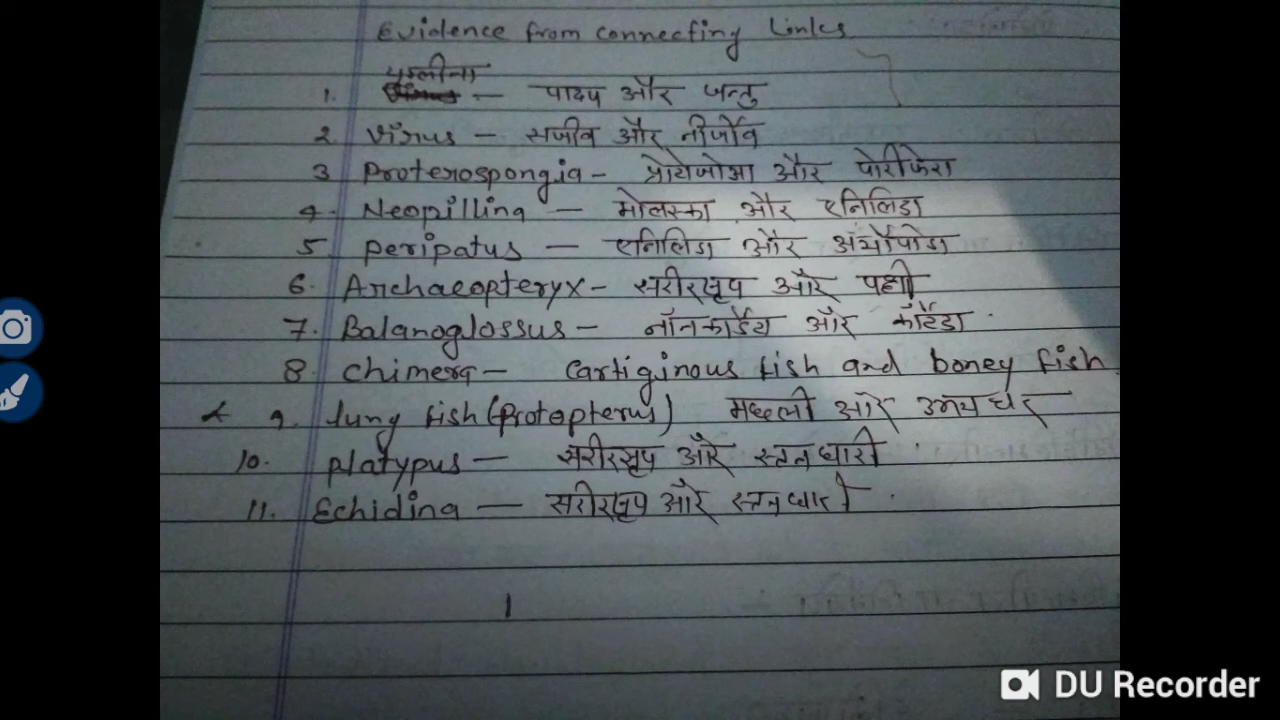 Evidence from connecting Links
युग्लीना
1. — पादप और जन्तु
2 Virus — सजीव और निर्जीव
3 Proterospongia - प्रोटोजोआ और पोरीफेरा
4. Neopillina — मोलस्का और एनिलिडा
5. Peripatus — एनिलिडा और अर्थोपोडा
6. Archaeopteryx - सरीसृप और पक्षी
7. Balanoglossus - नॉनकार्डेटा और कॉर्डेटा
8. Chimera - Cartiginous fish and boney fish
9. lung fish (Protopterus) मछली और उभयचर
10. Platypus — सरीसृप और स्तनधारी
11. Echidina — सरीसृप और स्तनधारी
DU Recorder